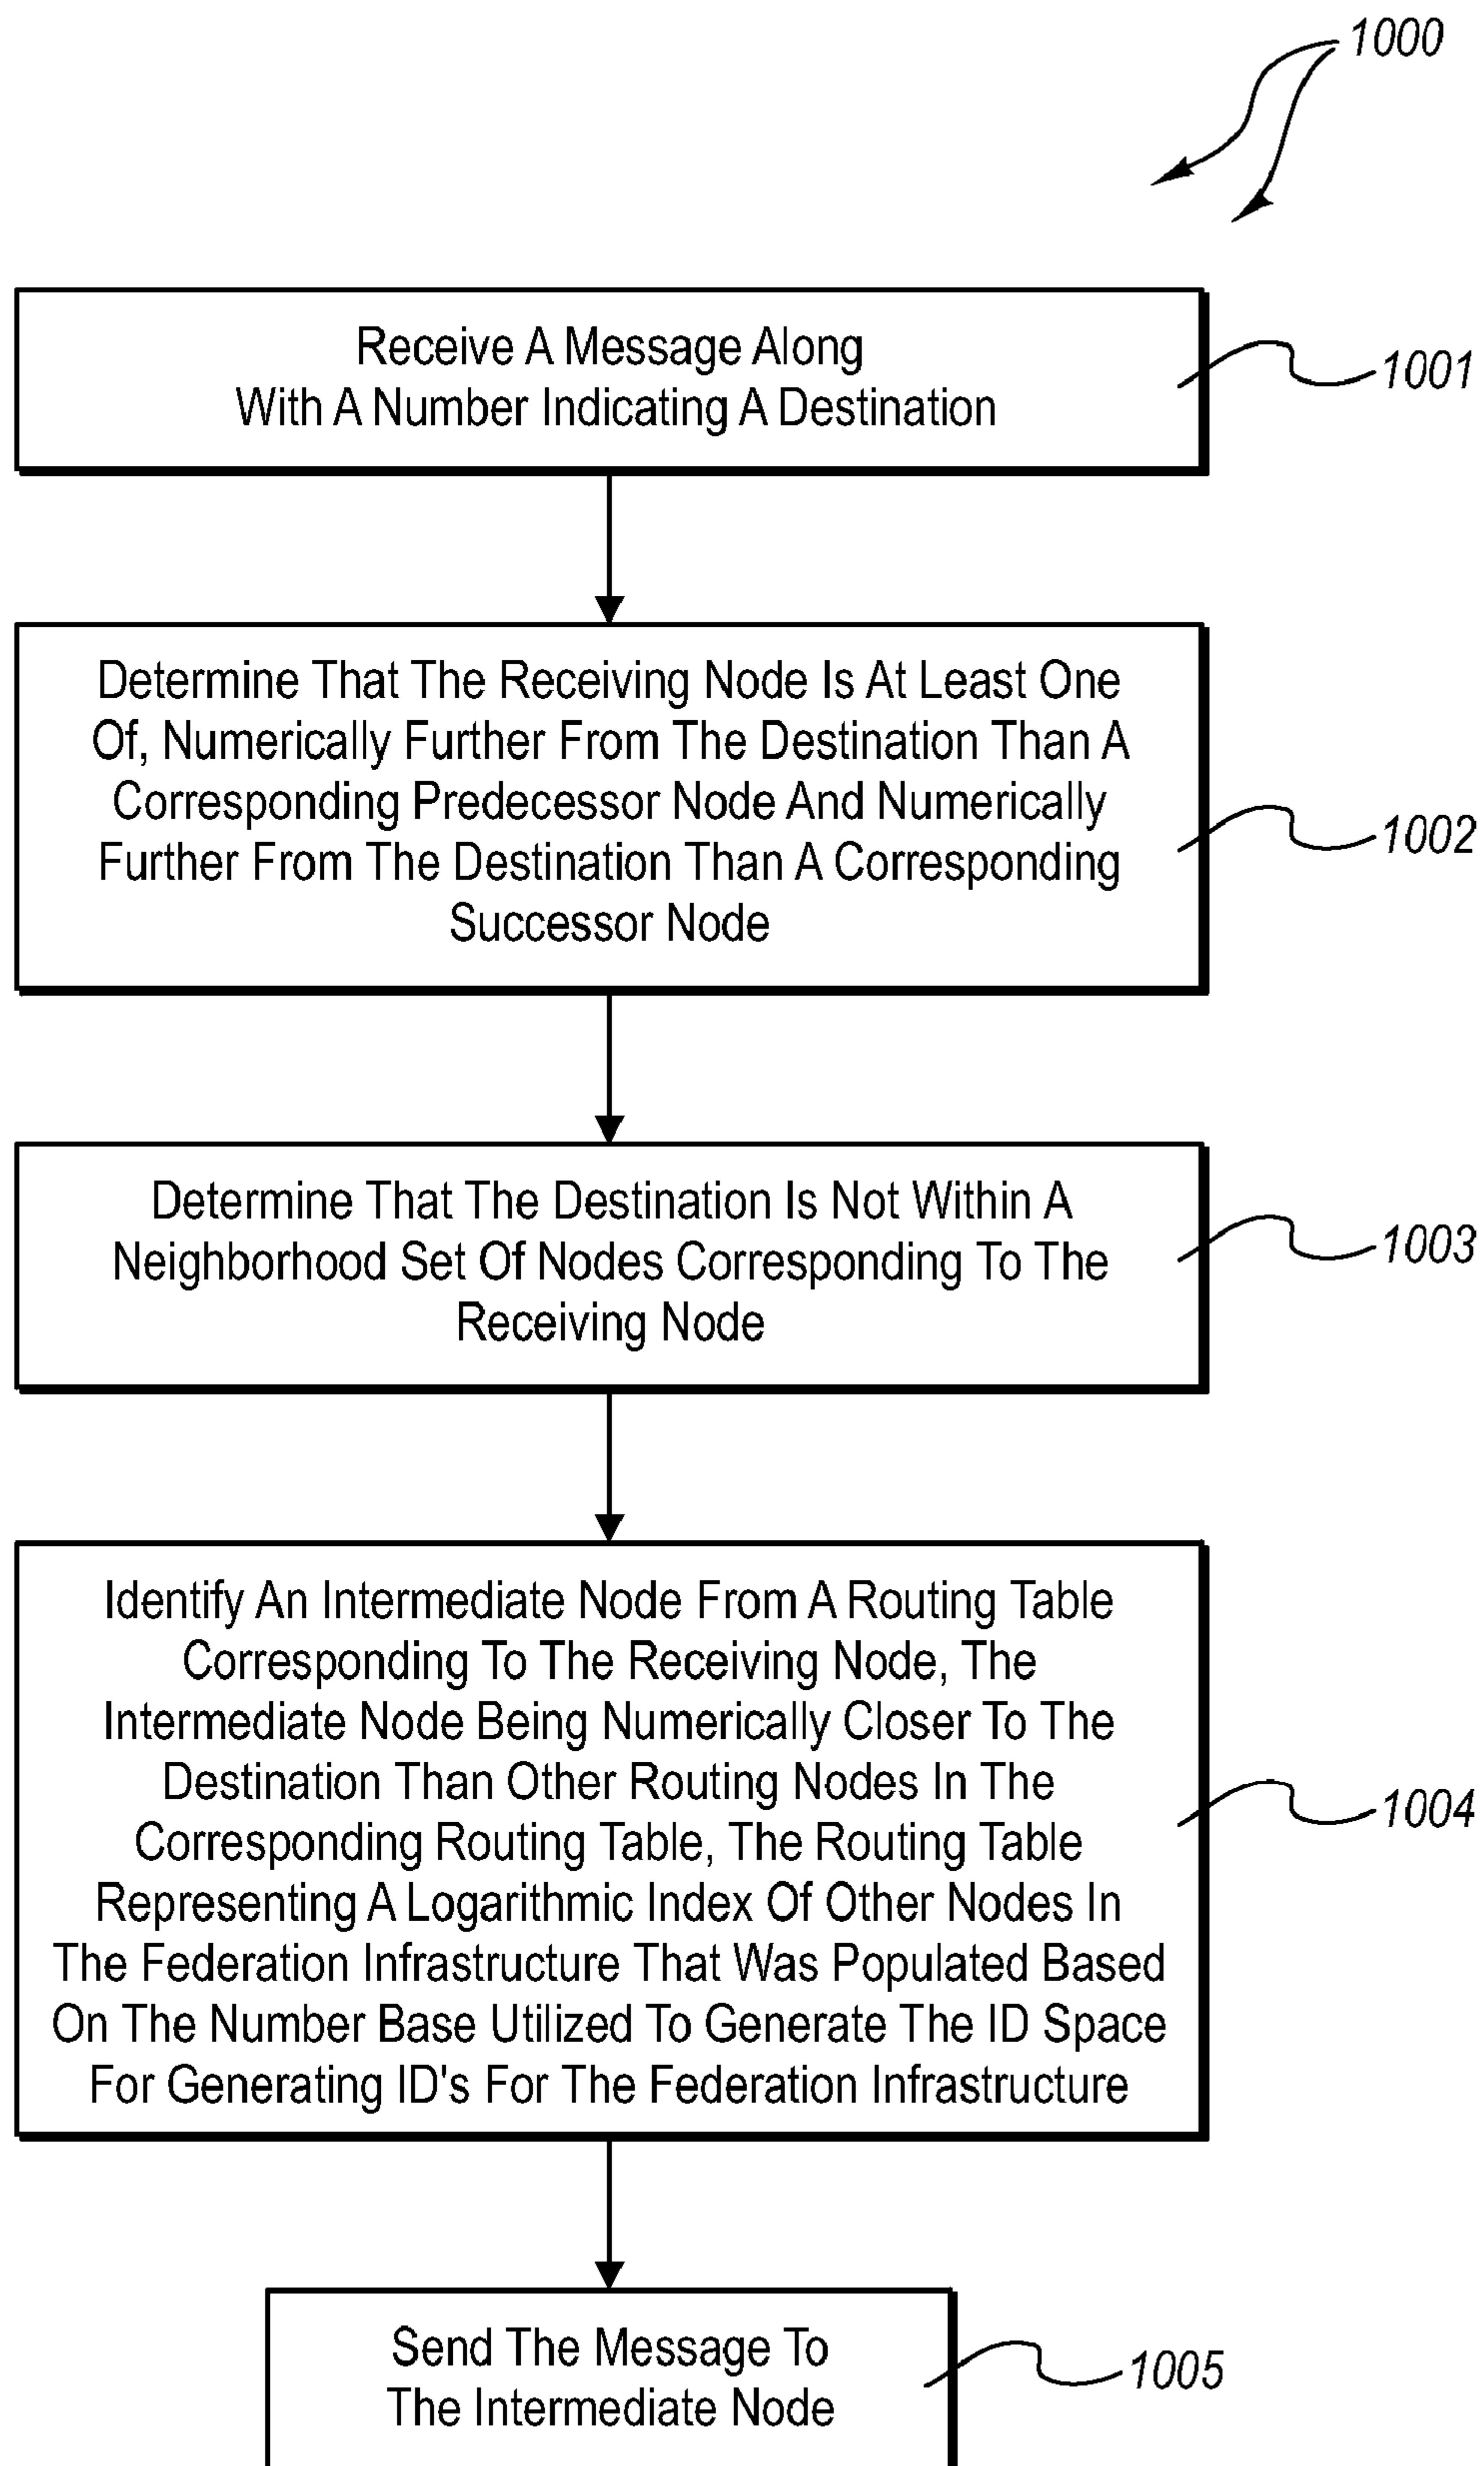 1000
Receive A Message Along
With A Number Indicating A Destination
1001
Determine That The Receiving Node Is At Least One
Of, Numerically Further From The Destination Than A
Corresponding Predecessor Node And Numerically
Further From The Destination Than A Corresponding
Successor Node
1002
Determine That The Destination Is Not Within A
Neighborhood Set Of Nodes Corresponding To The
Receiving Node
1003
Identify An Intermediate Node From A Routing Table
Corresponding To The Receiving Node, The
Intermediate Node Being Numerically Closer To The
Destination Than Other Routing Nodes In The
Corresponding Routing Table, The Routing Table
Representing A Logarithmic Index Of Other Nodes In
The Federation Infrastructure That Was Populated Based
On The Number Base Utilized To Generate The ID Space
For Generating ID's For The Federation Infrastructure
1004
Send The Message To
The Intermediate Node
1005